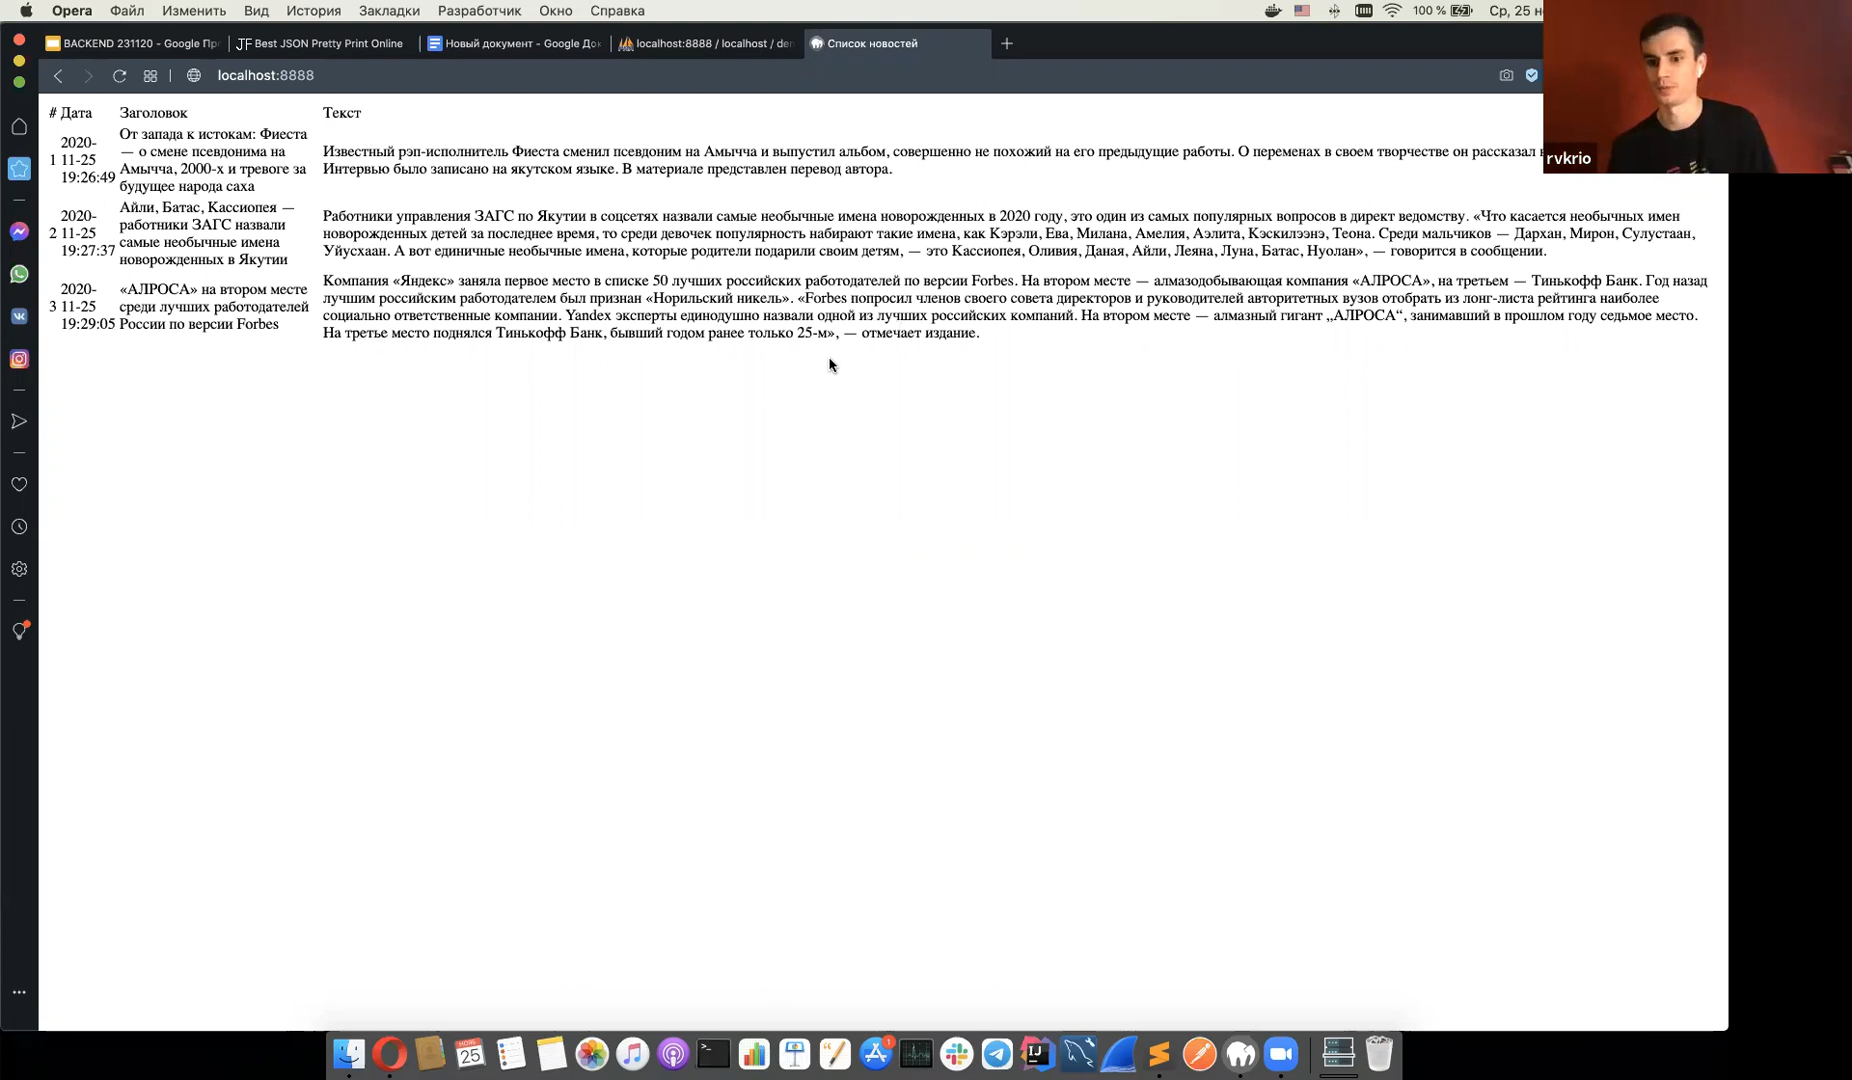 Opera Файл Изменить Вид История Закладки Разработчик Окно Справка 100 % Ср, 25
BACKEND 231120 - Google Пр
Best JSON Pretty Print Online
Новый документ - Google До
localhost:8888 / localhost / de
Список новостей
localhost:8888
rvkrio
# Дата Заголовок Текст
1 2020-
11-25
19:26:49
От запада к истокам: Фиеста
— о смене псевдонима на
Амычча, 2000-х и тревоге за
будущее народа саха
Известный рэп-исполнитель Фиеста сменил псевдоним на Амычча и выпустил альбом, совершенно не похожий на его предыдущие работы. О переменах в своем творчестве он рассказал
Интервью было записано на якутском языке. В материале представлен перевод автора.
2 2020-
11-25
19:27:37
Айли, Батас, Кассиопея —
работники ЗАГС назвали
самые необычные имена
новорожденных в Якутии
Работники управления ЗАГС по Якутии в соцсетях назвали самые необычные имена новорожденных в 2020 году, это один из самых популярных вопросов в директ ведомству. «Что касается необычных имен
новорожденных детей за последнее время, то среди девочек популярность набирают такие имена, как Кэрэли, Ева, Милана, Амелия, Аэлита, Кэскилээнэ, Теона. Среди мальчиков — Дархан, Мирон, Сулустаан,
Уйусхаан. А вот единичные необычные имена, которые родители подарили своим детям, — это Кассиопея, Оливия, Даная, Айли, Леяна, Луна, Батас, Нуолан», — говорится в сообщении.
3 2020-
11-25
19:29:05
«АЛРОСА» на втором месте
среди лучших работодателей
России по версии Forbes
Компания «Яндекс» заняла первое место в списке 50 лучших российских работодателей по версии Forbes. На втором месте — алмазодобывающая компания «АЛРОСА», на третьем — Тинькофф Банк. Год назад
лучшим российским работодателем был признан «Норильский никель». «Forbes попросил членов своего совета директоров и руководителей авторитетных вузов отобрать из лонг-листа рейтинга наиболее
социально ответственные компании. Yandex эксперты единодушно назвали одной из лучших российских компаний. На втором месте — алмазный гигант „АЛРОСА“, занимавший в прошлом году седьмое место.
На третье место поднялся Тинькофф Банк, бывший годом ранее только 25-м», — отмечает издание.
25